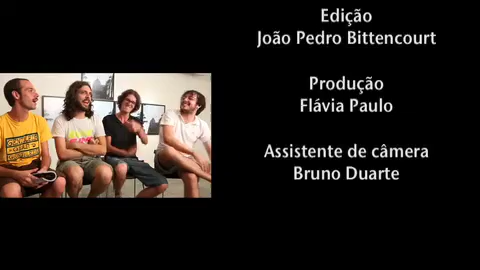 Edição
João Pedro Bittencourt
Produção
Flávia Paulo
Assistente de câmera
Bruno Duarte